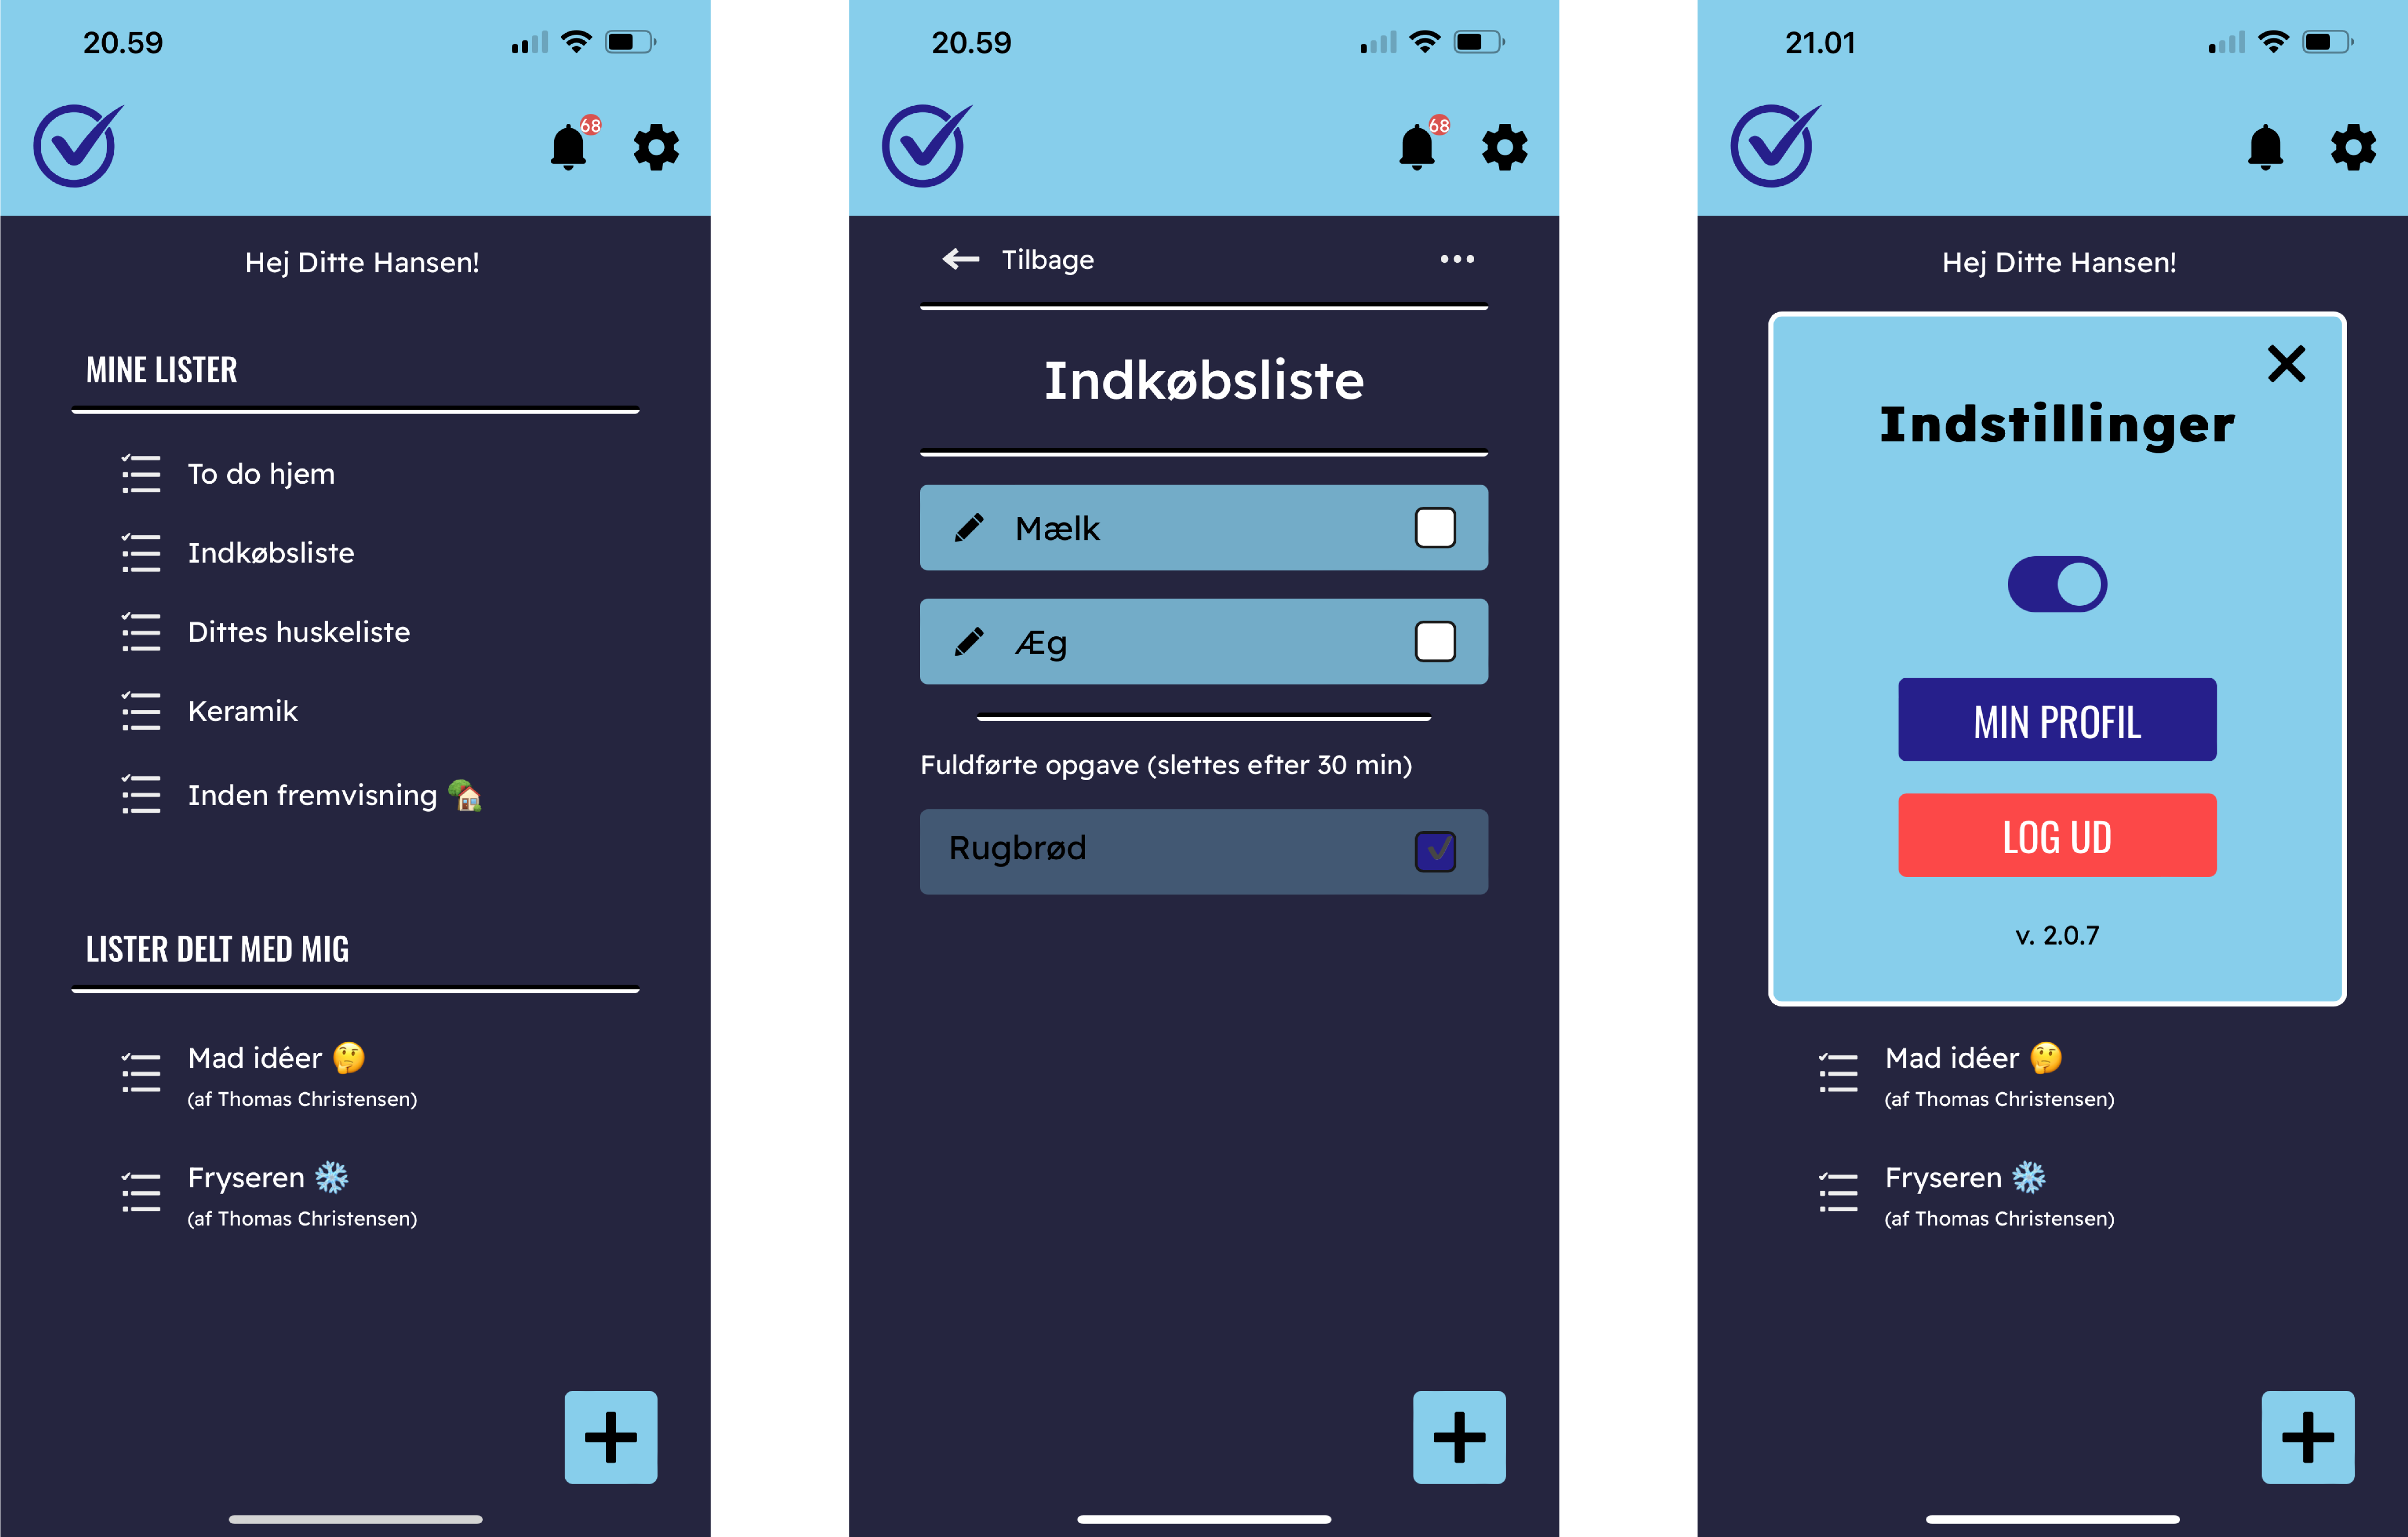 20.59
68
Hej Ditte Hansen!
MINE LISTER
To do hjem
Indkøbsliste
Dittes huskeliste
Keramik
Inden fremvisning 🏡
LISTER DELT MED MIG
Mad idéer 🤔
(af Thomas Christensen)
Fryseren ❄️
(af Thomas Christensen)
20.59
68
Tilbage
Indkøbsliste
Mælk
Æg
Fuldførte opgave (slettes efter 30 min)
Rugbrød
21.01
Hej Ditte Hansen!
Indstillinger
MIN PROFIL
LOG UD
v. 2.0.7
Mad idéer 🤔
(af Thomas Christensen)
Fryseren ❄️
(af Thomas Christensen)